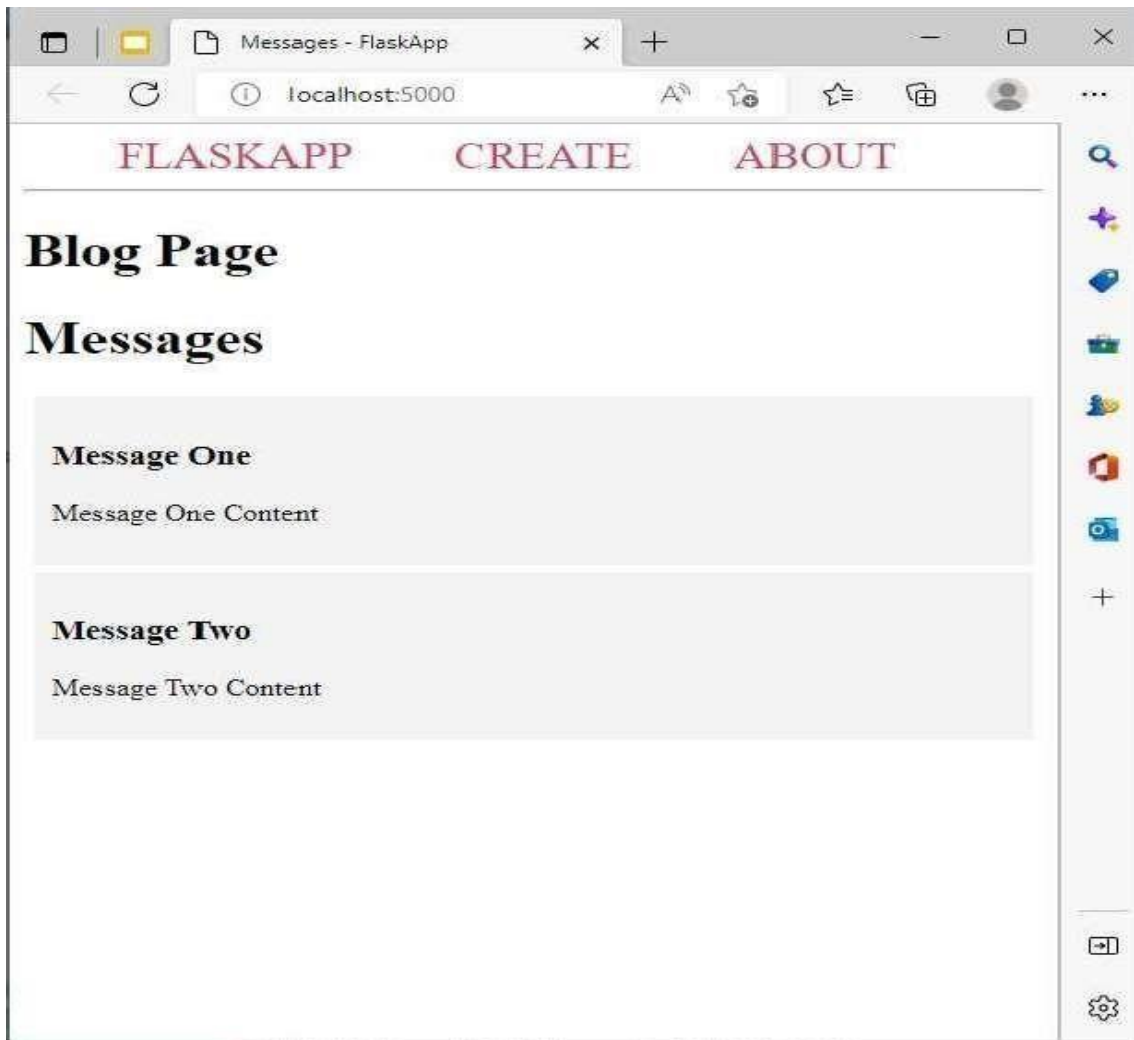 Messages - FlaskApp
localhost:5000
FLASKAPP CREATE ABOUT
Blog Page
Messages
Message One
Message One Content
Message Two
Message Two Content